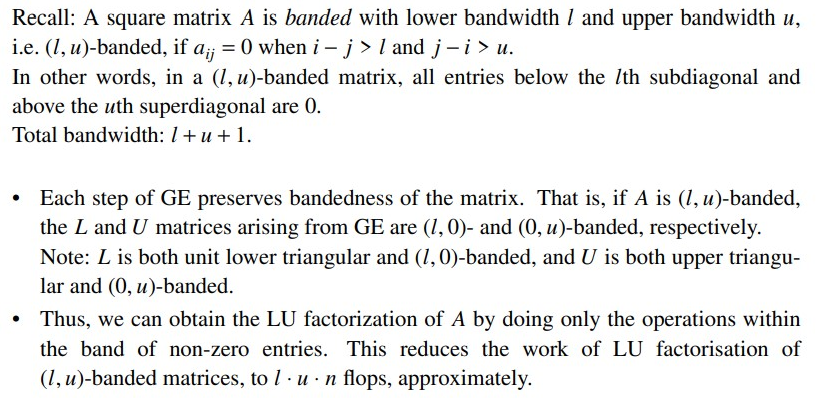 Recall: A square matrix A is banded with lower bandwidth l and upper bandwidth u,
i.e. (l, u)-banded, if a_{ij} = 0 when i − j > l and j − i > u.
In other words, in a (l, u)-banded matrix, all entries below the lth subdiagonal and
above the uth superdiagonal are 0.
Total bandwidth: l + u + 1.
• Each step of GE preserves bandedness of the matrix. That is, if A is (l, u)-banded,
the L and U matrices arising from GE are (l, 0)- and (0, u)-banded, respectively.
Note: L is both unit lower triangular and (l, 0)-banded, and U is both upper triangu-
lar and (0, u)-banded.
• Thus, we can obtain the LU factorization of A by doing only the operations within
the band of non-zero entries. This reduces the work of LU factorisation of
(l, u)-banded matrices, to l · u · n flops, approximately.